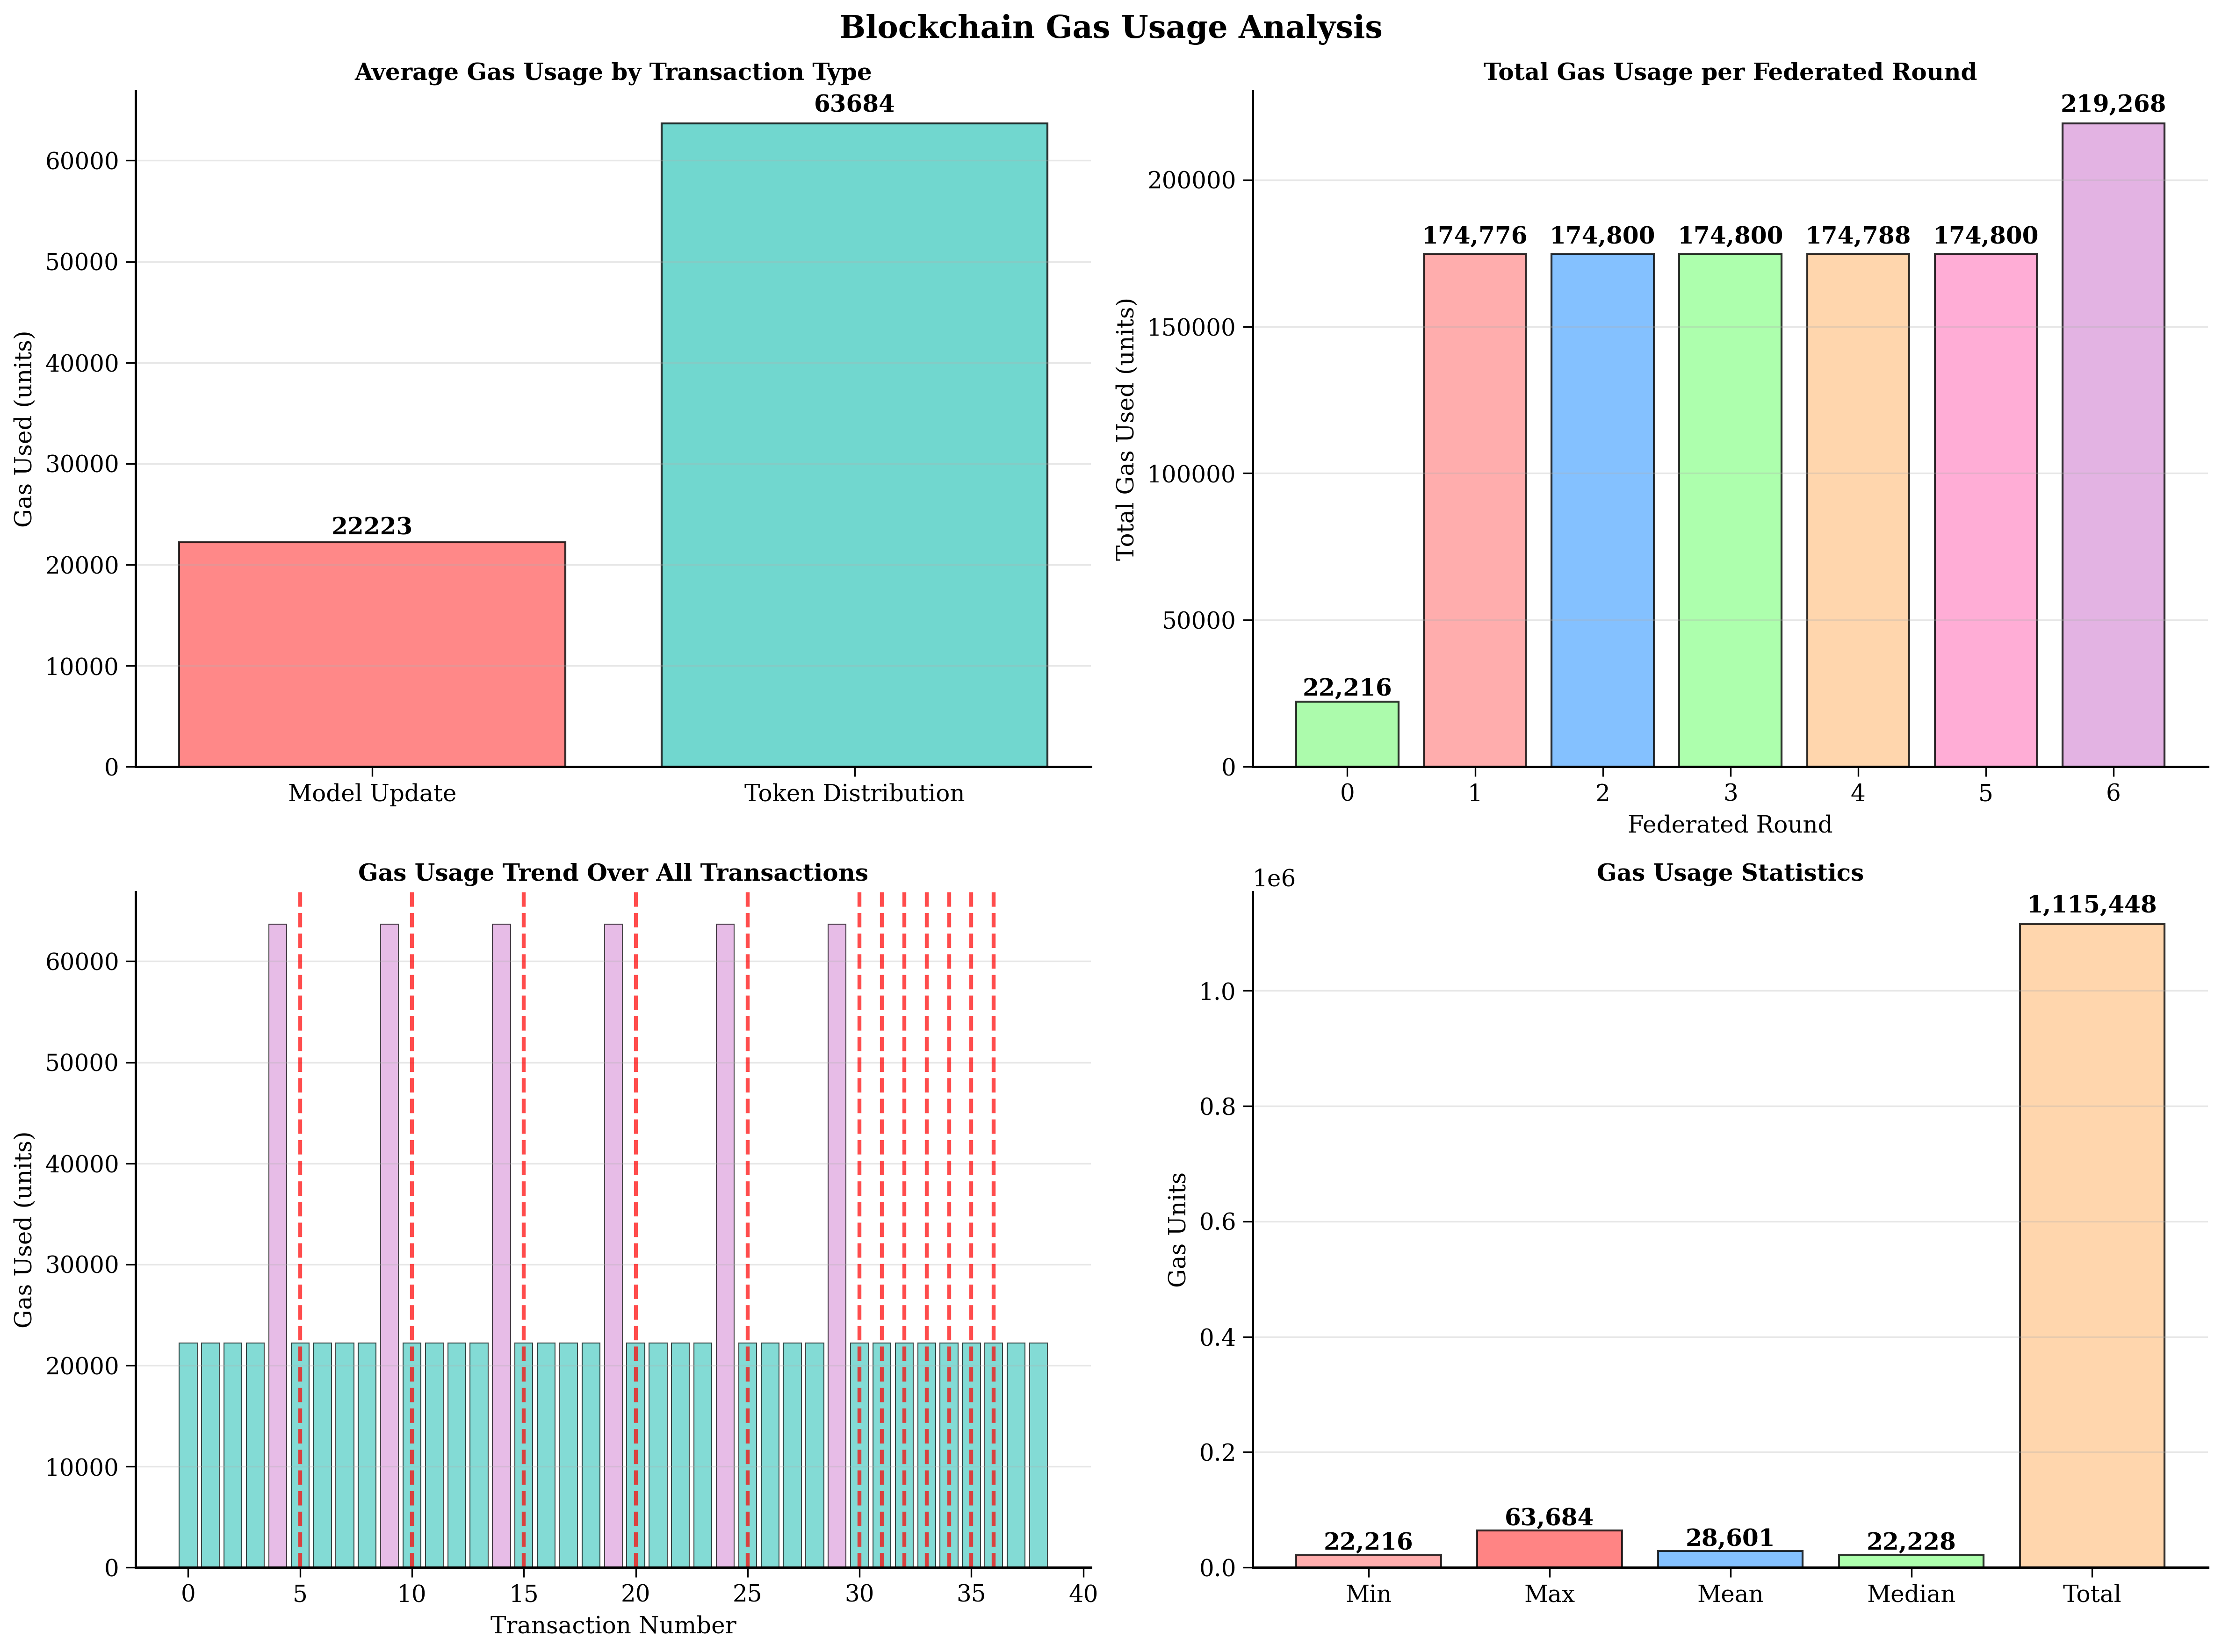 Blockchain Gas Usage Analysis
Average Gas Usage by Transaction Type
Gas Used (units)
60000
50000
40000
30000
20000
10000
0
22223
63684
Model Update
Token Distribution
Total Gas Usage per Federated Round
Total Gas Used (units)
200000
150000
100000
50000
0
22,216
174,776
174,800
174,800
174,788
174,800
219,268
0 1 2 3 4 5 6
Federated Round
Gas Usage Trend Over All Transactions
Gas Used (units)
60000
50000
40000
30000
20000
10000
0
0 5 10 15 20 25 30 35 40
Transaction Number
Gas Usage Statistics
1e6
Gas Units
1.0
0.8
0.6
0.4
0.2
0.0
22,216
63,684
28,601
22,228
1,115,448
Min Max Mean Median Total